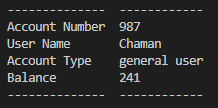 ---------------  -------------
Account Number  987
User Name       Chaman
Account Type    general user
Balance         241
---------------  -------------